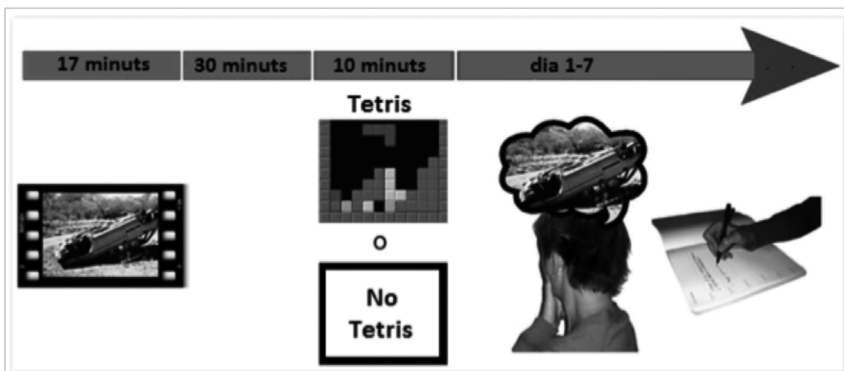 17 minuts 30 minuts 10 minuts dia 1-7
Tetris
O
No
Tetris